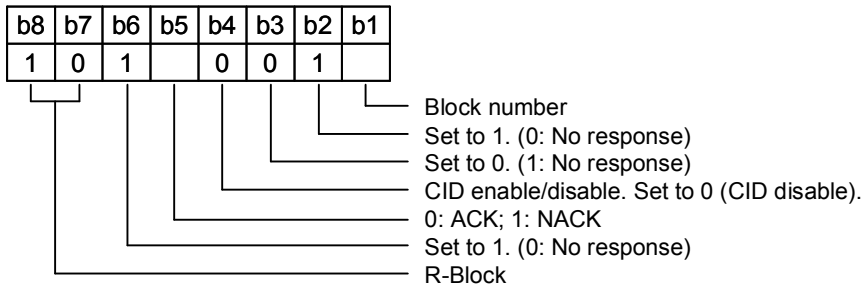 b8 b7 b6 b5 b4 b3 b2 b1
1 0 1 0 0 1
Block number
Set to 1. (0: No response)
Set to 0. (1: No response)
CID enable/disable. Set to 0 (CID disable).
0: ACK; 1: NACK
Set to 1. (0: No response)
R-Block